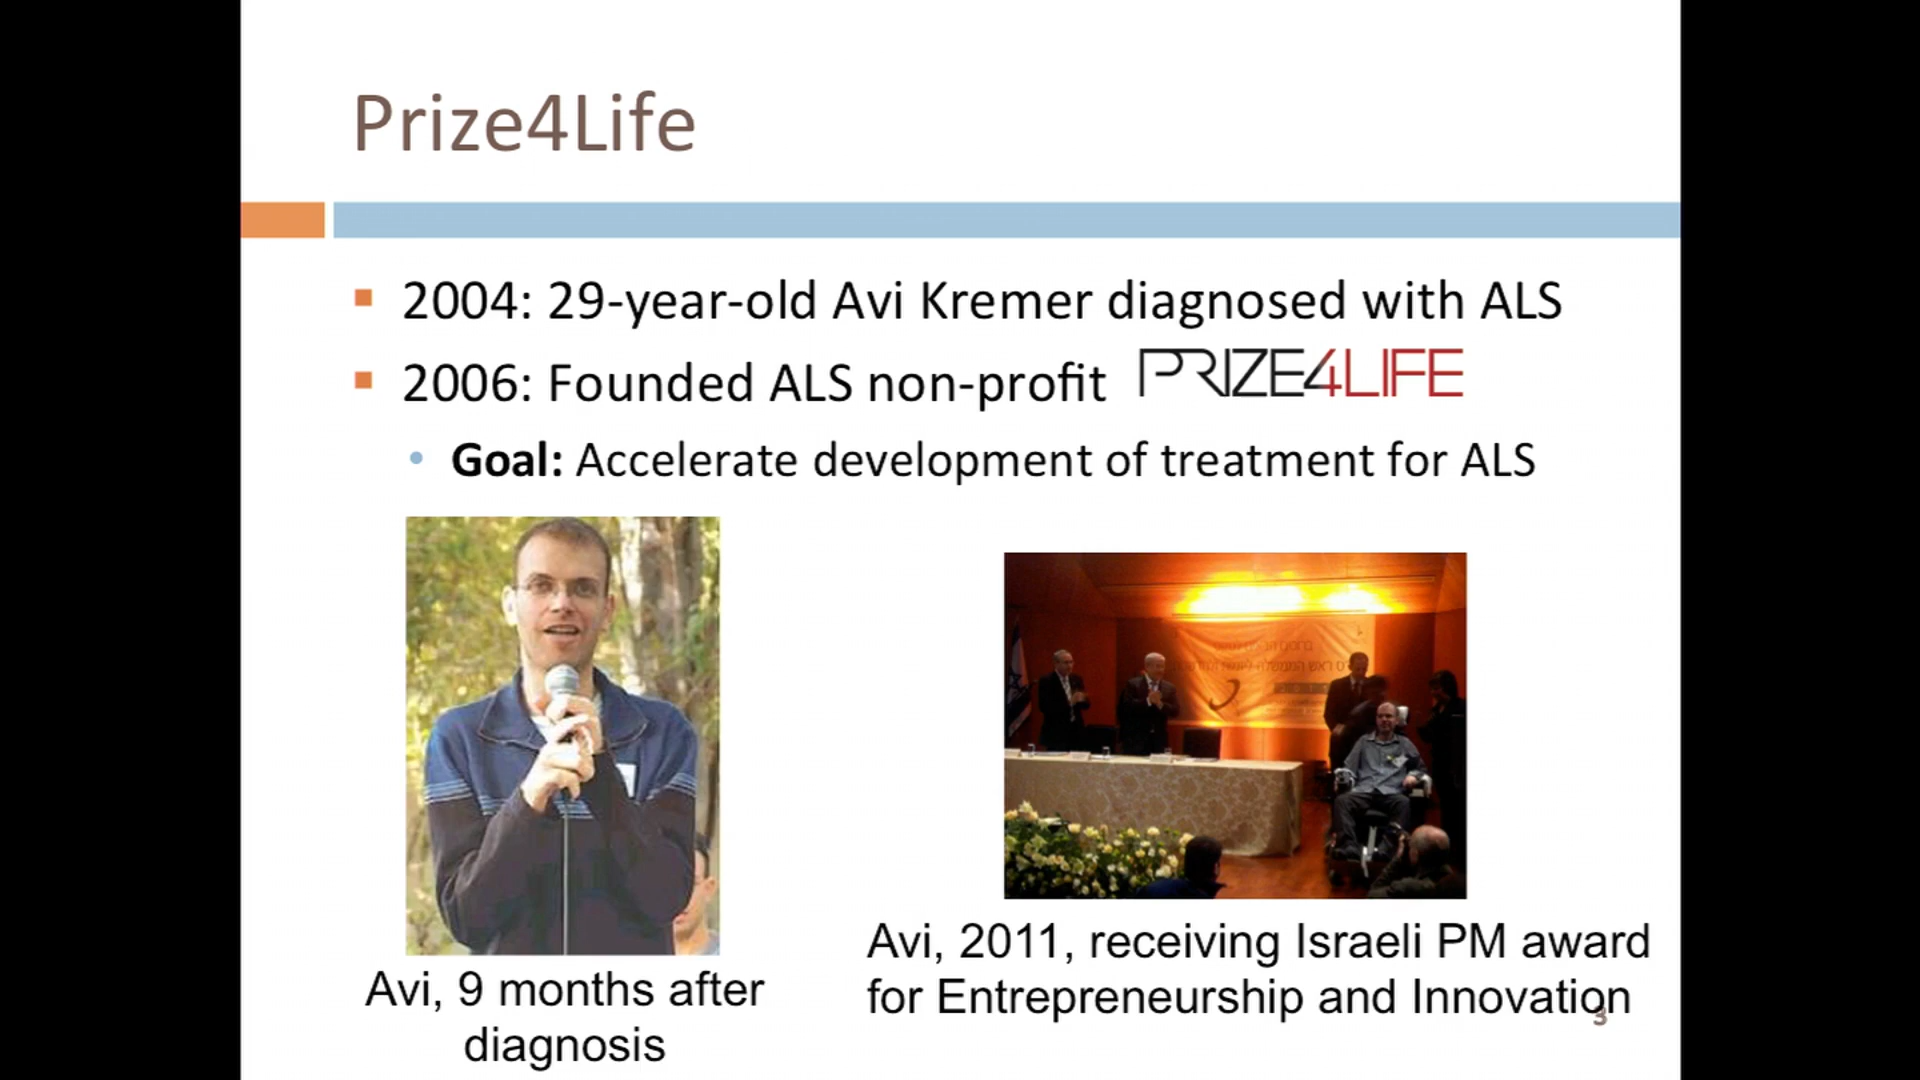 Prize4Life
2004: 29-year-old Avi Kremer diagnosed with ALS
2006: Founded ALS non-profit PRIZE4LIFE
Goal: Accelerate development of treatment for ALS
ראש הממשלה
Avi, 9 months after
diagnosis
Avi, 2011, receiving Israeli PM award
for Entrepreneurship and Innovation
3